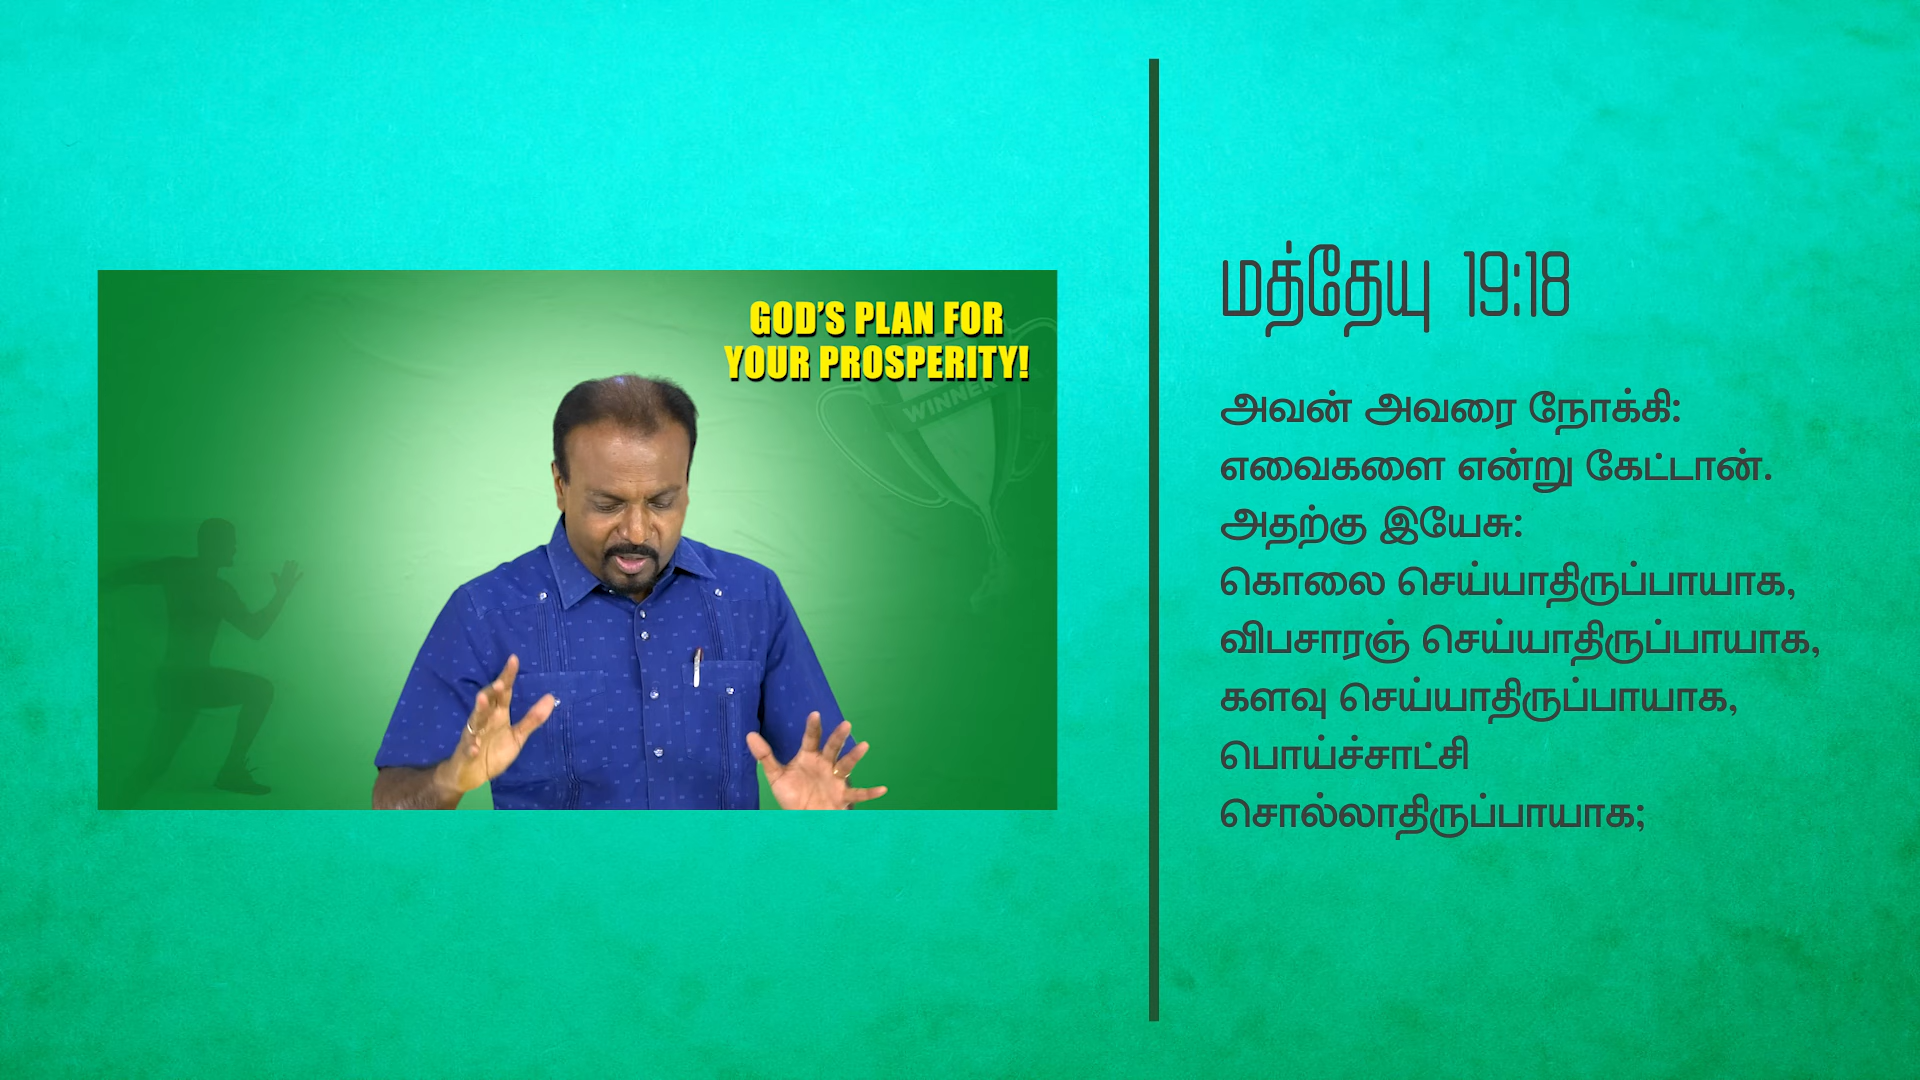 GOD'S PLAN FOR
YOUR PROSPERITY!
WINNER
மத்தேயு 19:18
அவன் அவரை நோக்கி:
எவைகளை என்று கேட்டான்.
அதற்கு இயேசு:
கொலை செய்யாதிருப்பாயாக,
விபசாரஞ் செய்யாதிருப்பாயாக,
களவு செய்யாதிருப்பாயாக,
பொய்ச்சாட்சி
சொல்லாதிருப்பாயாக;